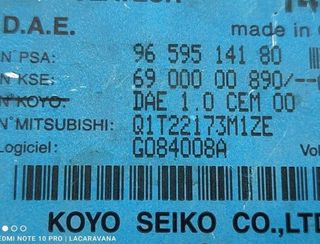 D.A.E. made in
N° PSA: 96 595 141 80
N° KSE: 69 000 00 890/--
N° KOYO: DAE 1.0 CEM 00
N° MITSUBISHI: Q1T22173M1ZE
Logiciel: G084008A
KOYO SEIKO CO.,LTD
REDMI NOTE 10 PRO | LACARAVANA